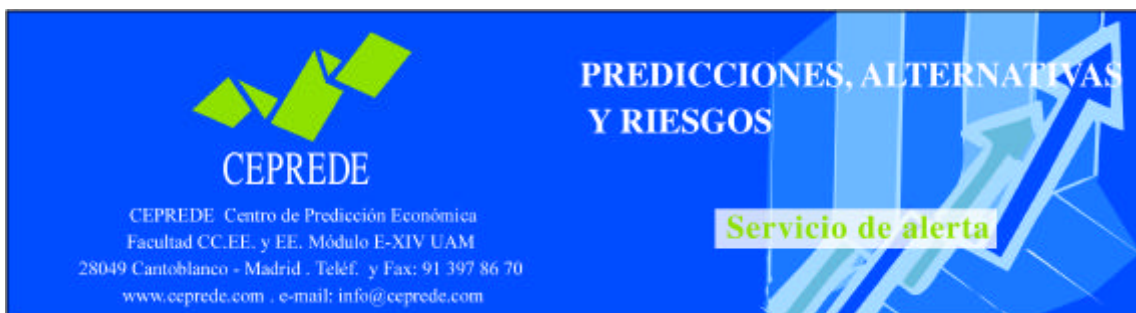 CEPREDE
CEPREDE Centro de Predicción Económica
Facultad CC.EE. y EE. Módulo E-XIV UAM
28049 Cantoblanco - Madrid . Teléf. y Fax: 91 397 86 70
www.ceprede.com . e-mail: info@ceprede.com
PREDICCIONES, ALTERNATIVAS
Y RIESGOS
Servicio de alerta